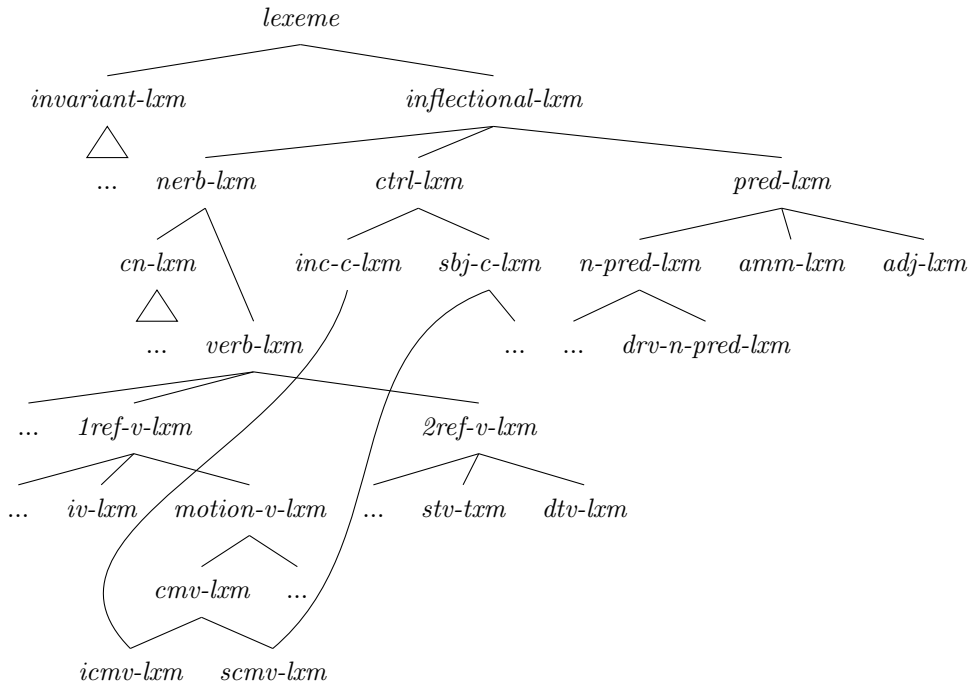 lexeme
invariant-lxm inflectional-lxm
... nerb-lxm ctrl-lxm pred-lxm
cn-lxm inc-c-lxm sbj-c-lxm n-pred-lxm amm-lxm adj-lxm
... verb-lxm ... ... drv-n-pred-lxm
... 1ref-v-lxm 2ref-v-lxm
... iv-lxm motion-v-lxm ... stv-txm dtv-lxm
cmv-lxm ...
icmv-lxm scmv-lxm